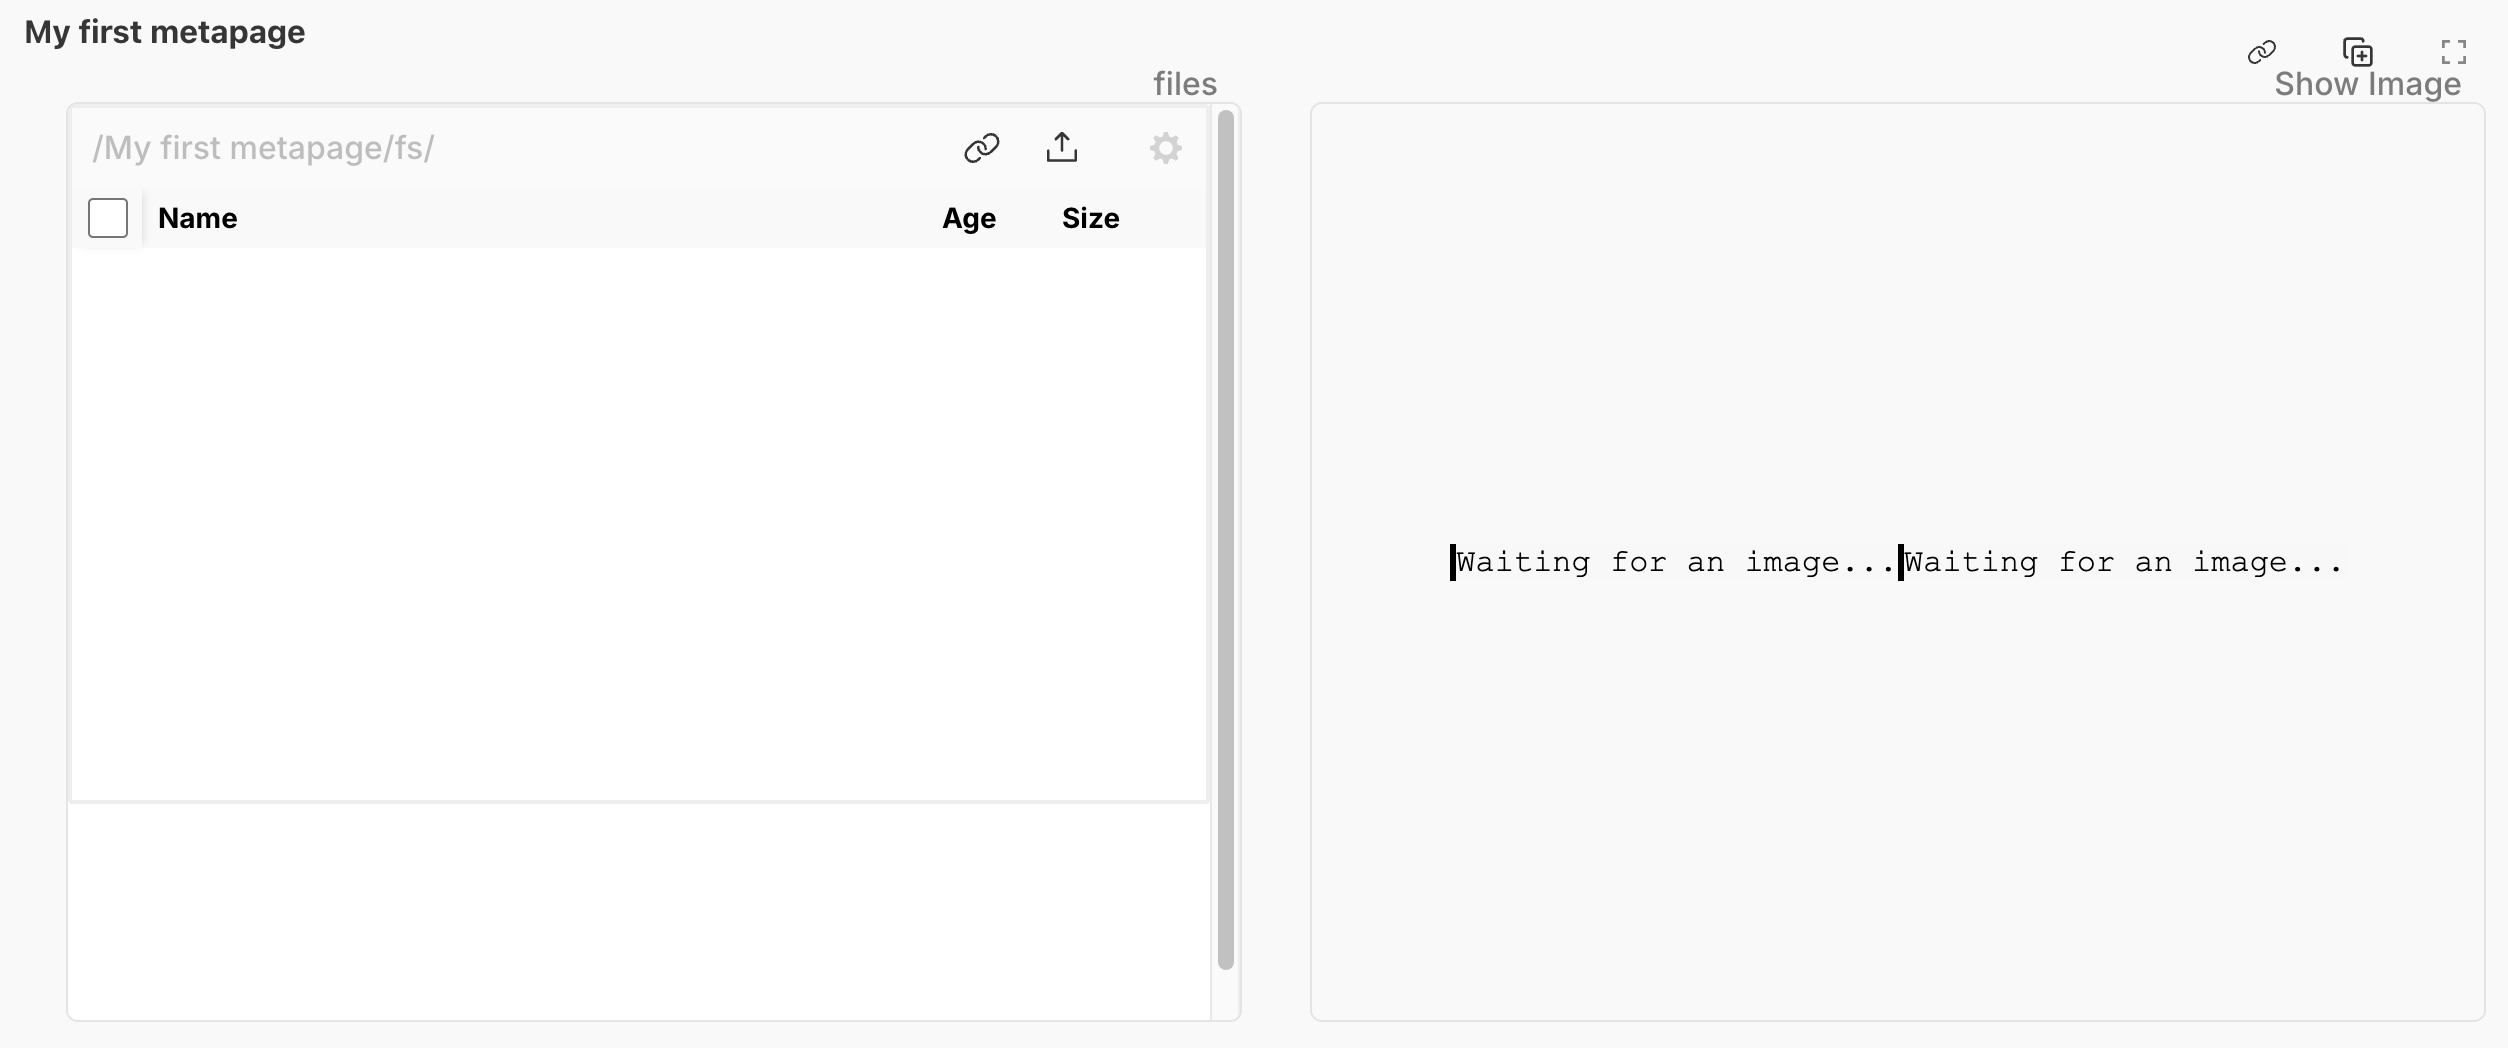 My first metapage
files
Show Image
/My first metapage/fs/
Name Age Size
Waiting for an image...Waiting for an image...